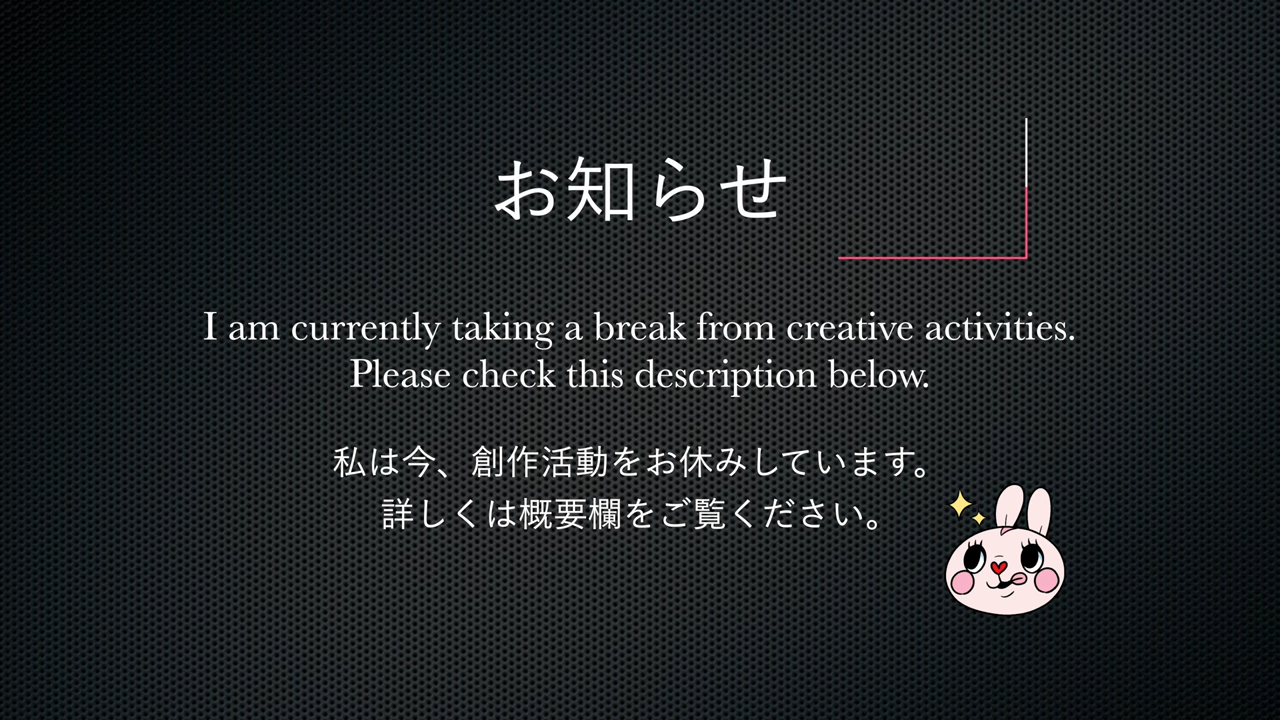 お知らせ
I am currently taking a break from creative activities.
Please check this description below.
私は今、創作活動をお休みしています。
詳しくは概要欄をご覧ください。